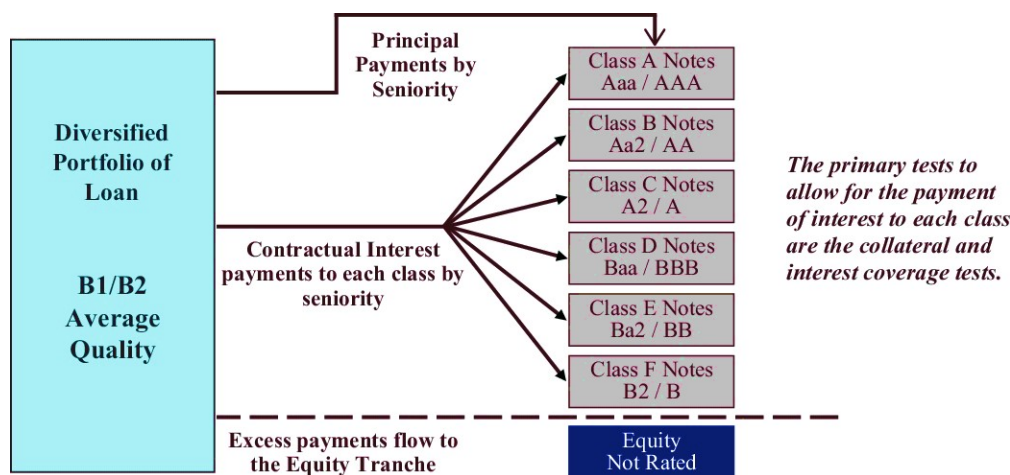 Diversified
Portfolio of
Loan
B1/B2
Average
Quality
Principal
Payments by
Seniority
Contractual Interest
payments to each class by
seniority
Class A Notes
Aaa / AAA
Class B Notes
Aa2 / AA
Class C Notes
A2 / A
Class D Notes
Baa / BBB
Class E Notes
Ba2 / BB
Class F Notes
B2 / B
The primary tests to
allow for the payment
of interest to each class
are the collateral and
interest coverage tests.
Excess payments flow to
the Equity Tranche
Equity
Not Rated